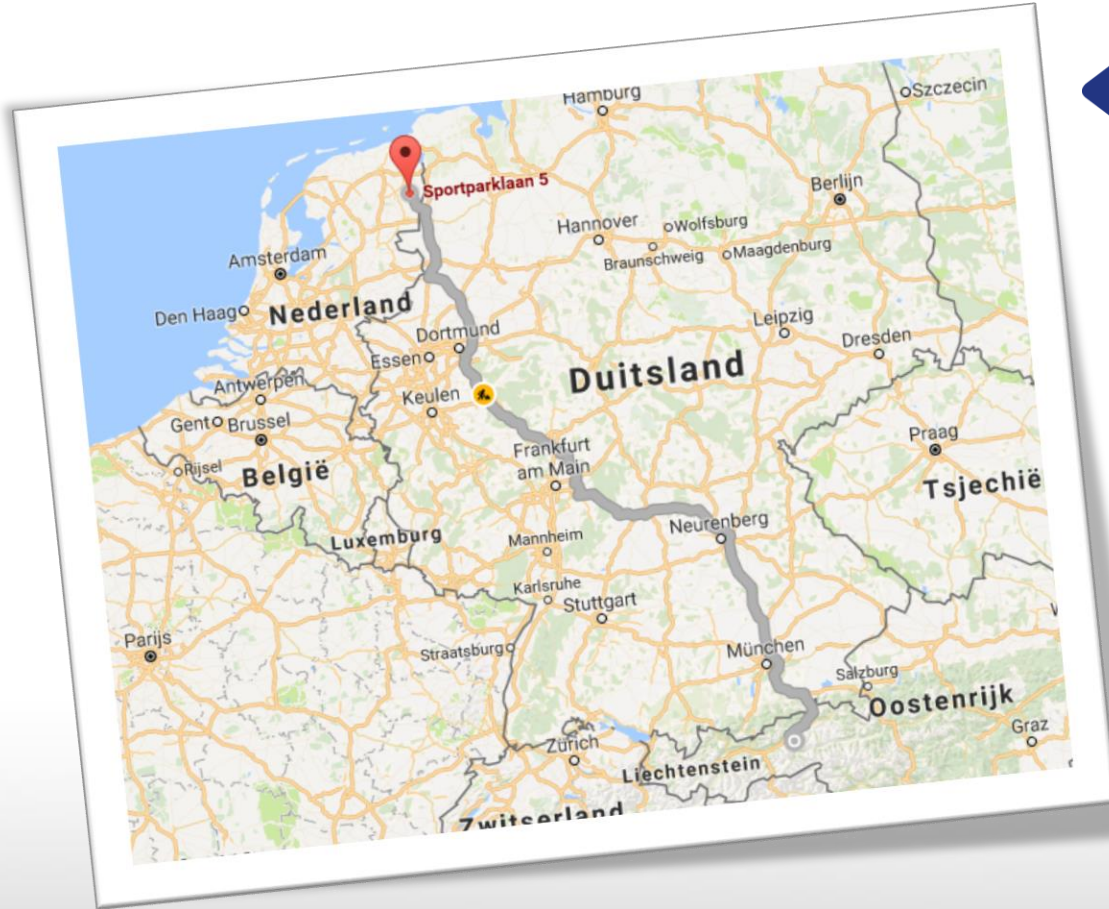 Hamburg
Szczecin
Sportparklaan 5
Berlijn
Hannover
Wolfsburg
Braunschweig
Maagdenburg
Amsterdam
Den Haag
Nederland
Leipzig
Dortmund
Essen
Dresden
Duitsland
Antwerpen
Keulen
Gent
Brussel
Praag
Frankfurt
am Main
Rijsel
België
Tsjechië
Luxemburg
Neurenberg
Mannheim
Karlsruhe
Stuttgart
Parijs
Straatsburg
München
Salzburg
Oostenrijk
Graz
Zürich
Liechtenstein
Zwitserland